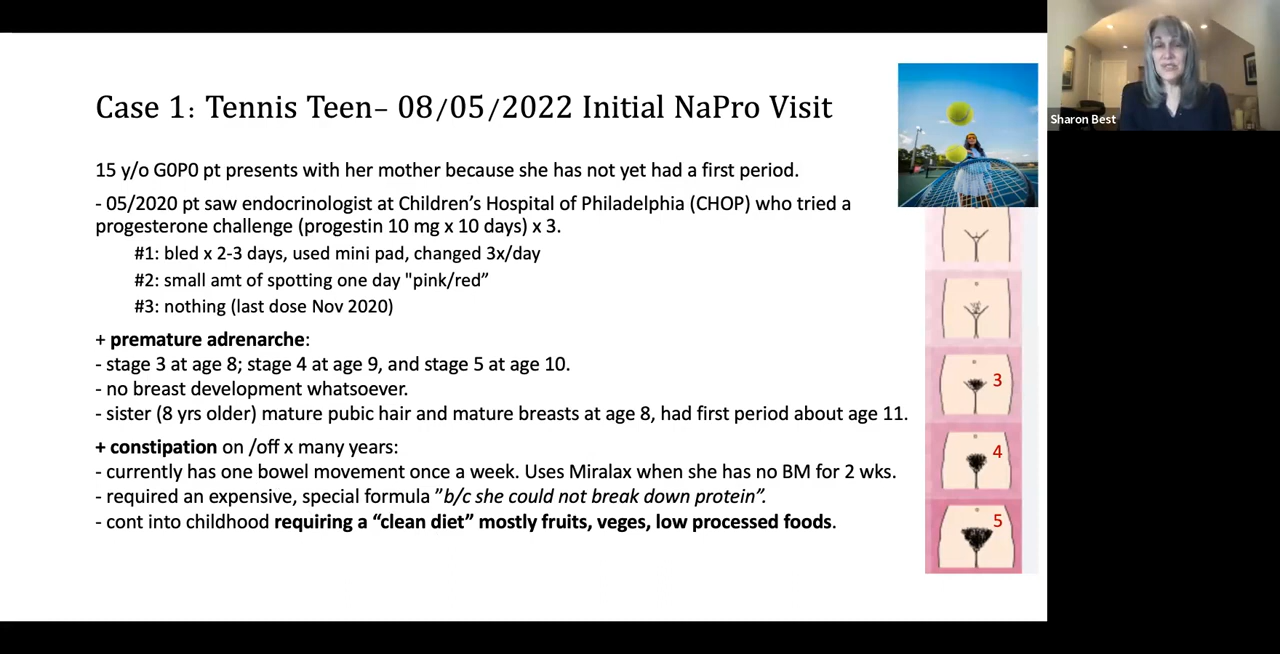 Case 1: Tennis Teen– 08/05/2022 Initial NaPro Visit
Sharon Best
15 y/o G0P0 pt presents with her mother because she has not yet had a first period.
- 05/2020 pt saw endocrinologist at Children’s Hospital of Philadelphia (CHOP) who tried a
progesterone challenge (progestin 10 mg x 10 days) x 3.
#1: bled x 2-3 days, used mini pad, changed 3x/day
#2: small amt of spotting one day "pink/red”
#3: nothing (last dose Nov 2020)
+ premature adrenarche:
- stage 3 at age 8; stage 4 at age 9, and stage 5 at age 10.
- no breast development whatsoever.
- sister (8 yrs older) mature pubic hair and mature breasts at age 8, had first period about age 11.
+ constipation on /off x many years:
- currently has one bowel movement once a week. Uses Miralax when she has no BM for 2 wks.
- required an expensive, special formula ”b/c she could not break down protein”.
- cont into childhood requiring a “clean diet” mostly fruits, veges, low processed foods.
3
4
5